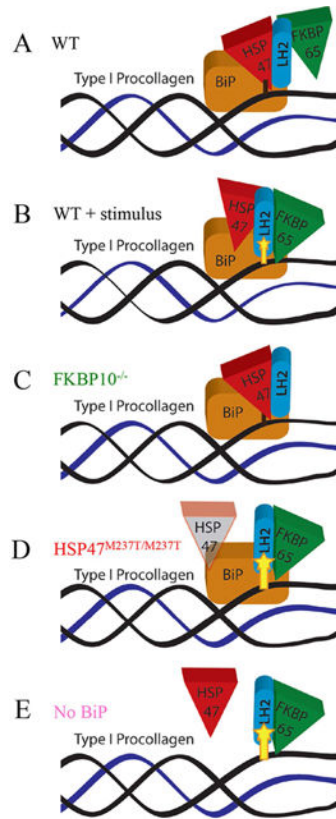 A WT
HSP 47
LH2
FKBP 65
BiP
Type I Procollagen
B WT + stimulus
HSP 47
LH2
FKBP 65
BiP
Type I Procollagen
C FKBP10-/-
HSP 47
LH2
BiP
Type I Procollagen
D HSP47M237T/M237T
HSP 47
LH2
FKBP 65
BiP
Type I Procollagen
E No BiP
HSP 47
LH2
FKBP 65
Type I Procollagen